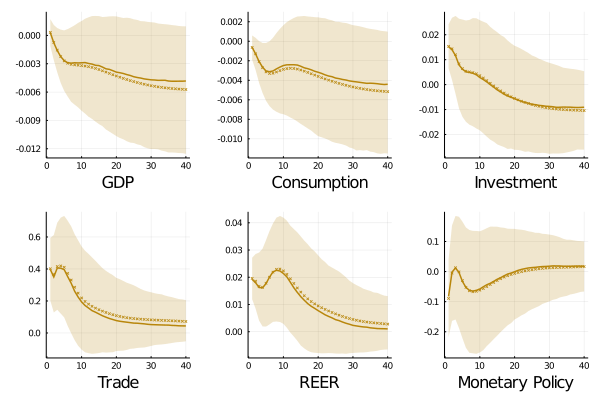 0.000
-0.003
-0.006
-0.009
-0.012
0 10 20 30 40
GDP
0.002
0.000
-0.002
-0.004
-0.006
-0.008
-0.010
0 10 20 30 40
Consumption
0.02
0.01
0.00
-0.01
-0.02
0 10 20 30 40
Investment
0.6
0.4
0.2
0.0
0 10 20 30 40
Trade
0.04
0.03
0.02
0.01
0.00
0 10 20 30 40
REER
0.1
0.0
-0.1
-0.2
0 10 20 30 40
Monetary Policy